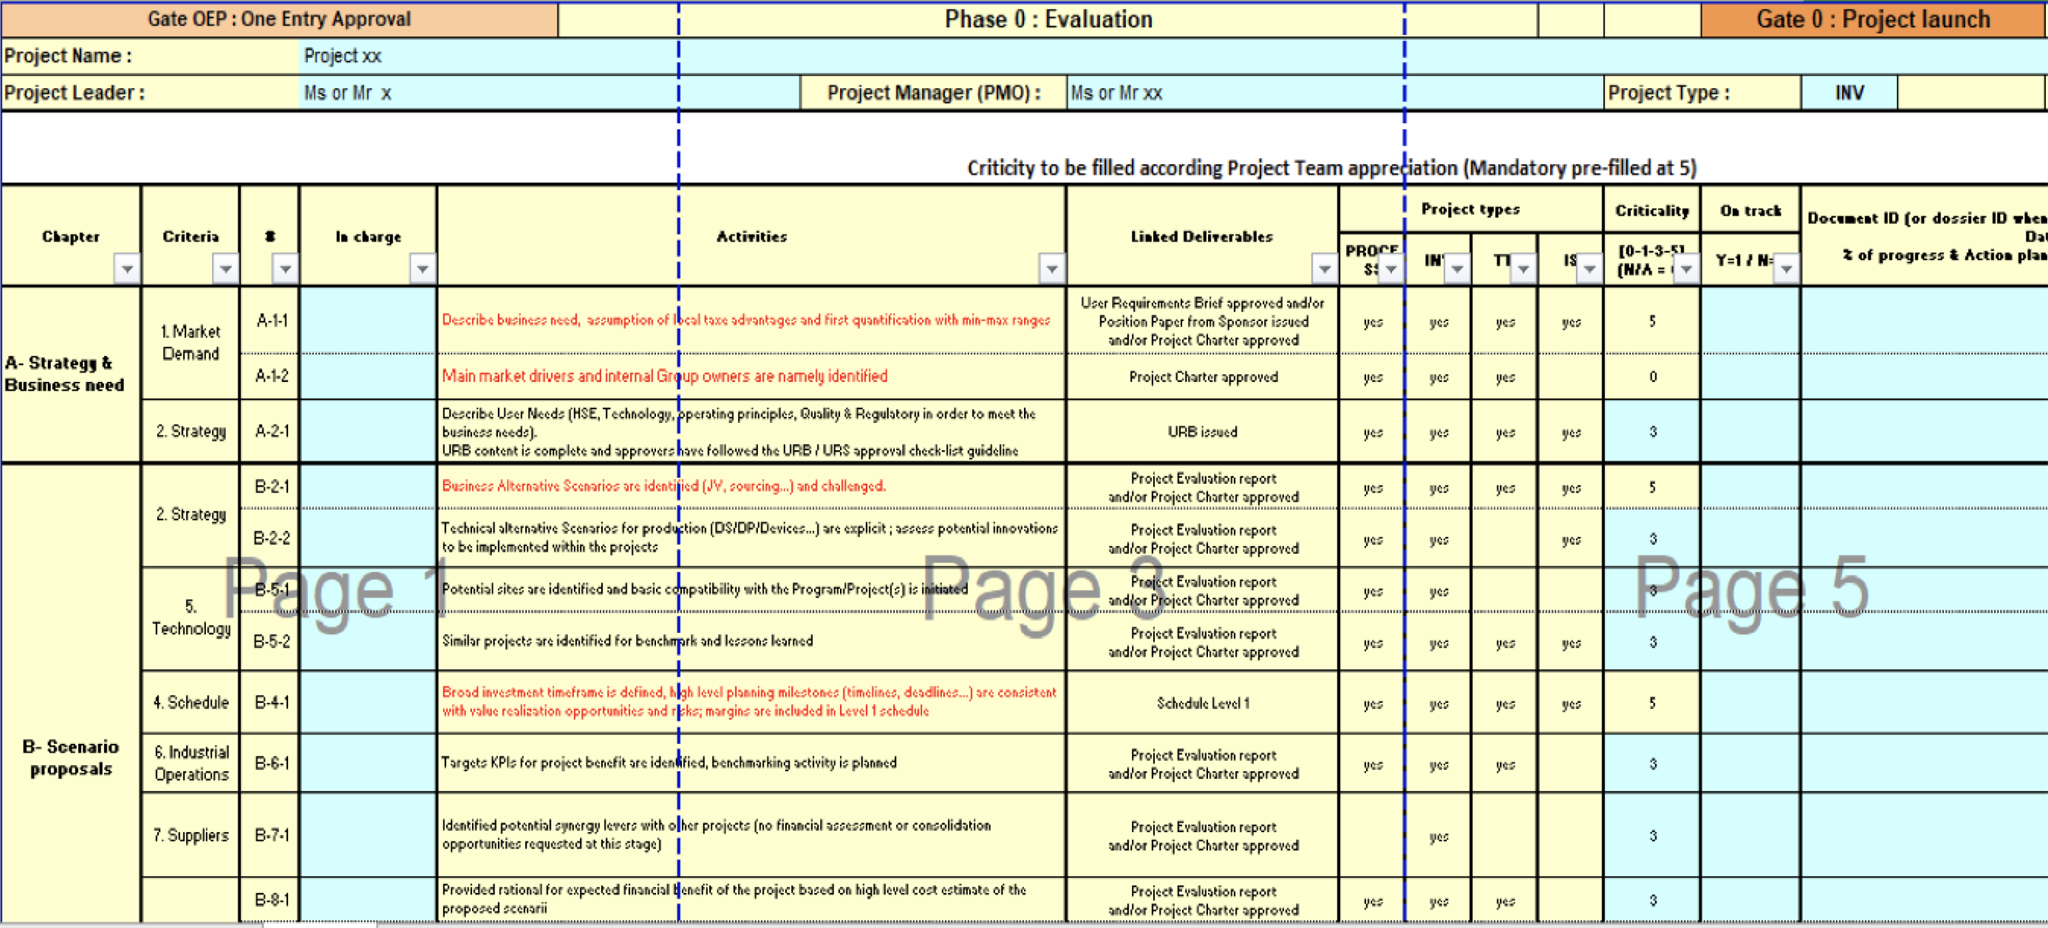 Gate OEP : One Entry Approval
Phase 0 : Evaluation
Gate 0 : Project launch
Project Name :
Project xx
Project Leader :
Ms or Mr x
Project Manager (PMO) :
Ms or Mr xx
Project Type :
INV
Criticity to be filled according Project Team appreciation (Mandatory pre-filled at 5)
Chapter
Criteria
#
In charge
Activities
Linked Deliverables
Project types
PROCE
SS
TT
IS
Criticality
[0-1-3-5]
(N/A =
On track
Y=1 / N=
Document ID (or dossier ID when
% of progress & Action plan
A- Strategy &
Business need
1. Market
Demand
A-1-1
Describe business need, assumption of local taxe advantages and first quantification with min-max ranges
User Requirements Brief approved and/or
Position Paper from Sponsor issued
and/or Project Charter approved
yes yes yes yes 5
A-1-2
Main market drivers and internal Group owners are namely identified
Project Charter approved
yes yes yes 0
2. Strategy
A-2-1
Describe User Needs (HSE, Technology, operating principles, Quality & Regulatory in order to meet the
business needs).
URB content is complete and approvers have followed the URB / URS approval check-list guideline
URB issued
yes yes yes yes 3
B- Scenario
proposals
2. Strategy
B-2-1
Business Alternative Scenarios are identified (JV, sourcing...) and challenged.
Project Evaluation report
and/or Project Charter approved
yes yes yes yes 5
B-2-2
Technical alternative Scenarios for production (DS/DP/Devices...) are explicit ; assess potential innovations
to be implemented within the projects
Project Evaluation report
and/or Project Charter approved
yes yes yes 3
5.
Technology
B-5-1
Potential sites are identified and basic compatibility with the Program/Project(s) is initiated
Project Evaluation report
and/or Project Charter approved
yes yes 3
B-5-2
Similar projects are identified for benchmark and lessons learned
Project Evaluation report
and/or Project Charter approved
yes yes yes yes 3
4. Schedule
B-4-1
Broad investment timeframe is defined, high level planning milestones (timelines, deadlines...) are consistent
with value realization opportunities and risks; margins are included in Level 1 schedule
Schedule Level 1
yes yes yes yes 5
6. Industrial
Operations
B-6-1
Targets KPIs for project benefit are identified, benchmarking activity is planned
Project Evaluation report
and/or Project Charter approved
yes yes yes 3
7. Suppliers
B-7-1
Identified potential synergy levers with other projects (no financial assessment or consolidation
opportunities requested at this stage)
Project Evaluation report
and/or Project Charter approved
yes 3
B-8-1
Provided rational for expected financial benefit of the project based on high level cost estimate of the
proposed scenarii
Project Evaluation report
and/or Project Charter approved
yes yes yes 3
Page 1
Page 3
Page 5